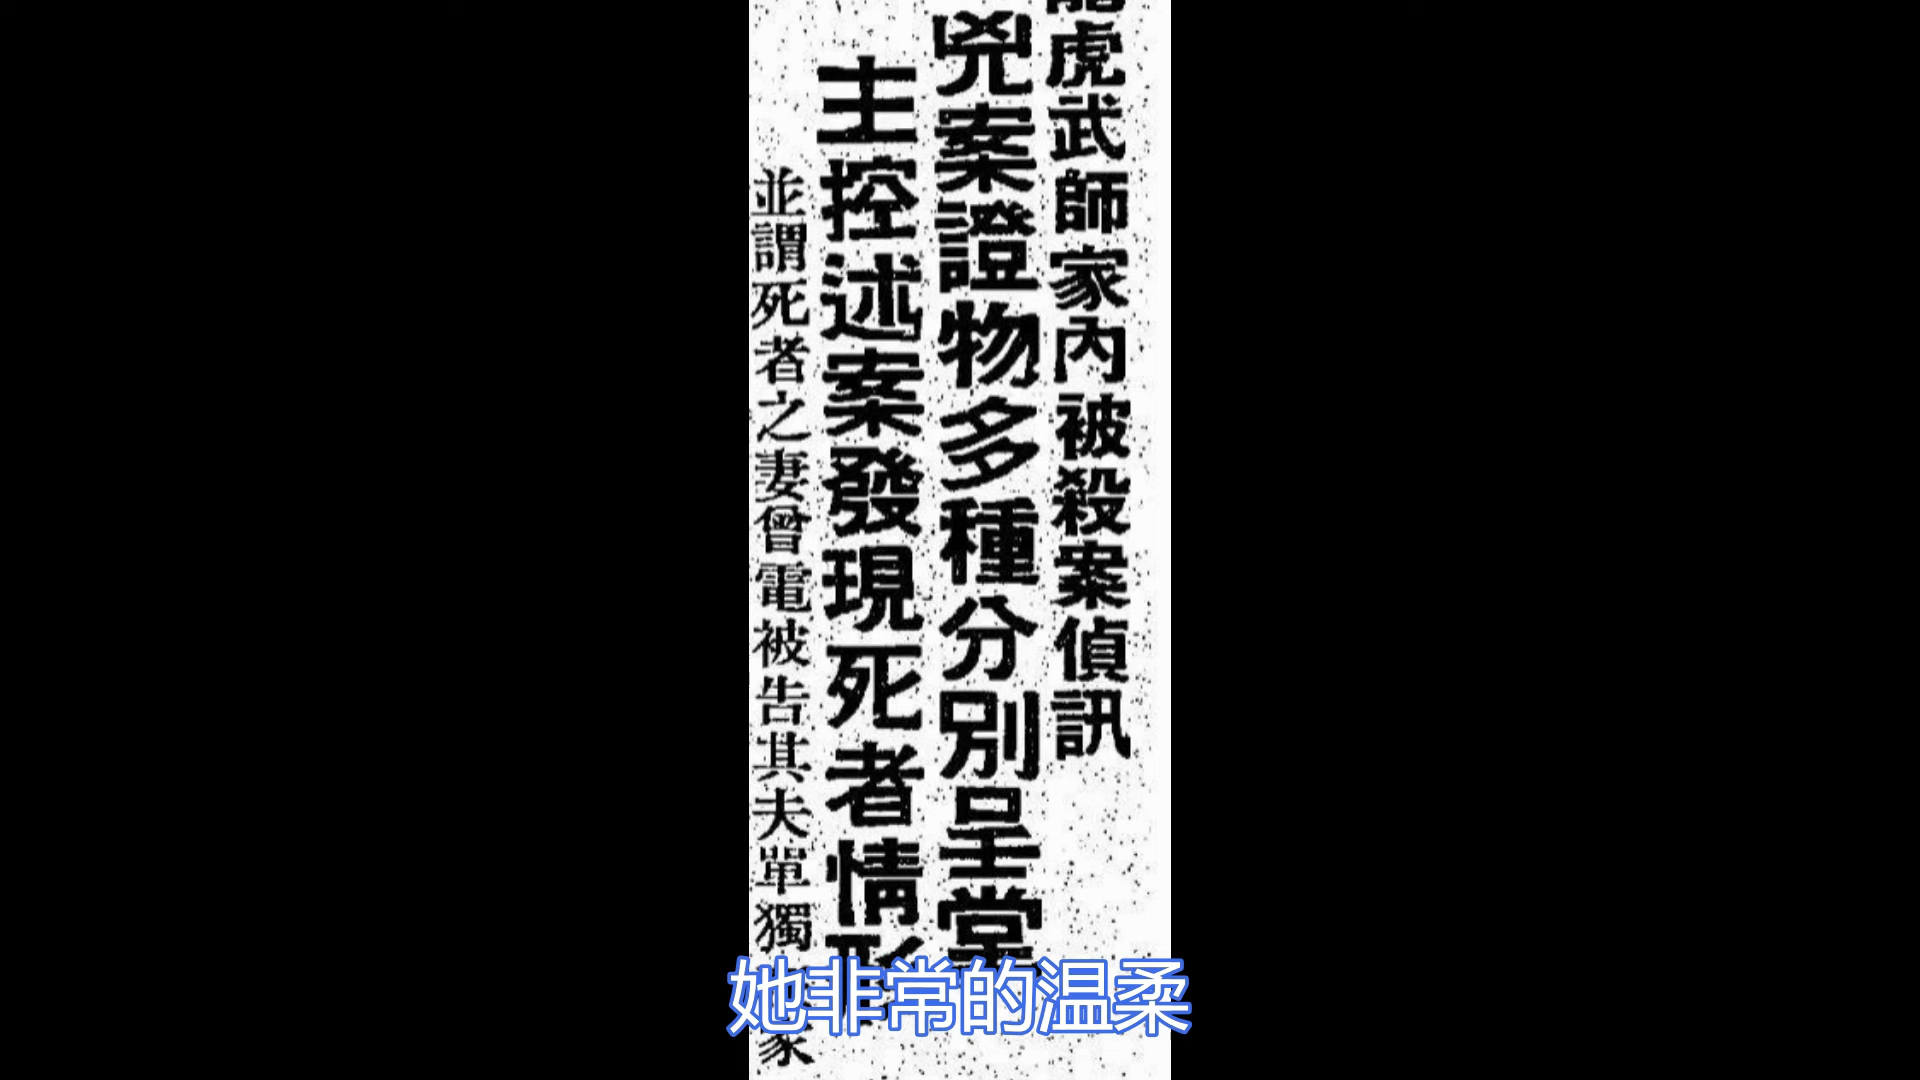 龍虎武師家內被殺案偵訊
兇案證物多種分別呈堂
主控述案發現死者情形
並謂死者之妻曾電被告其夫單獨在家
她非常的温柔